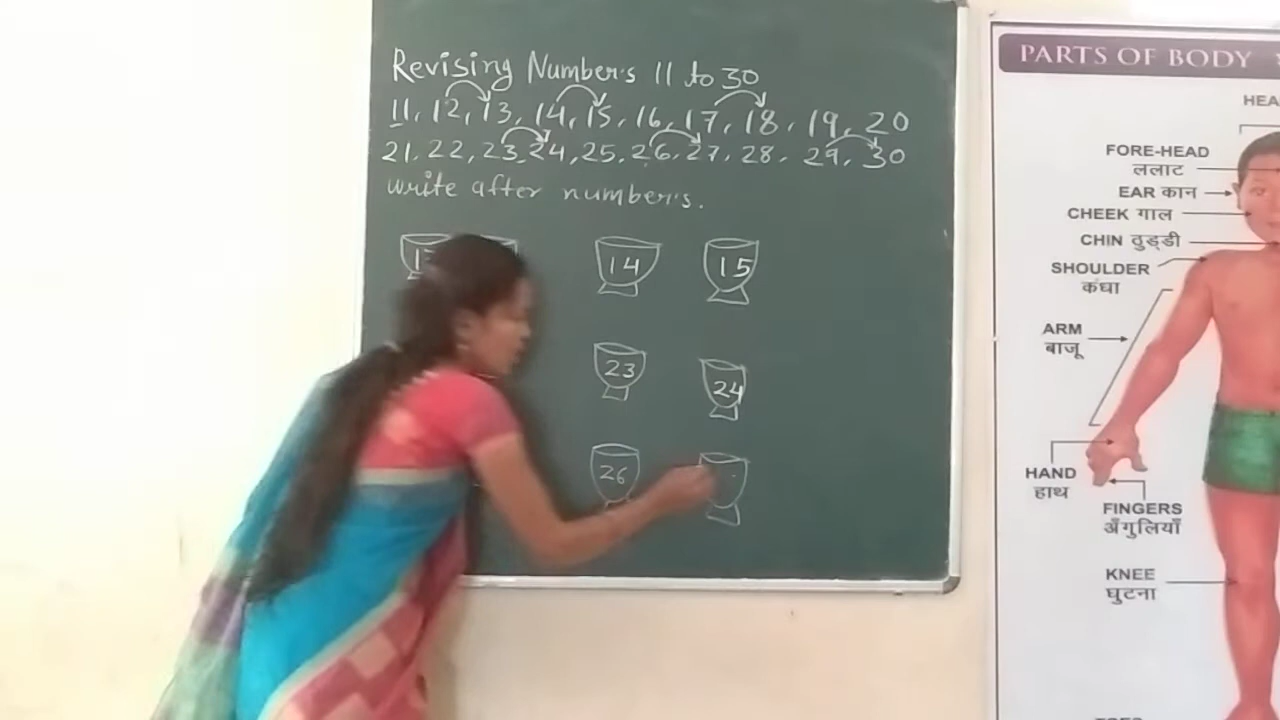 Revising Number's 11 to 30
11, 12, 13, 14, 15, 16, 17, 18, 19, 20
21, 22, 23, 24, 25, 26, 27, 28, 29, 30
write after number's.
14 15
23 24
26
PARTS OF BODY
FORE-HEAD
ललाट
EAR कान
CHEEK गाल
CHIN ठुड्डी
SHOULDER
कंधा
ARM
बाजू
HAND
हाथ
FINGERS
अँगुलियाँ
KNEE
घुटना